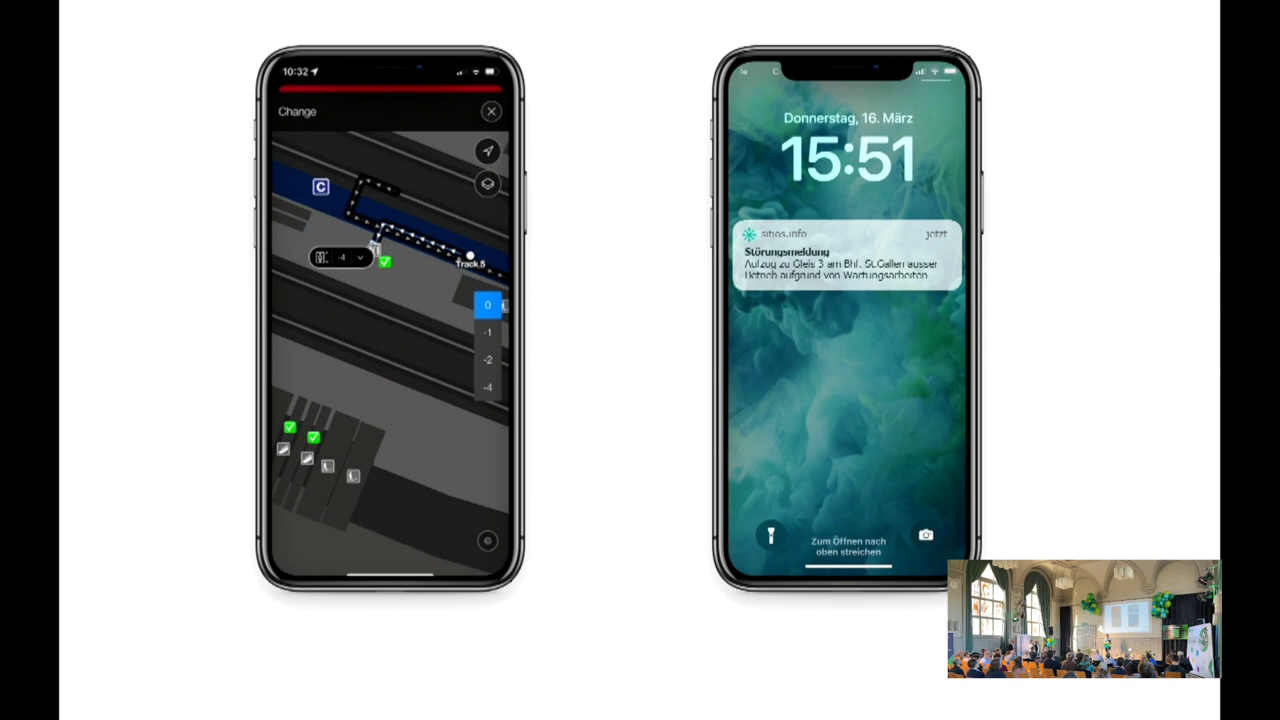 10:32
Change
C
-4
Track 5
0
-1
-2
-4
Donnerstag, 16. März
15:51
sitios.info
jetzt
Störungsmeldung
Aufzug zu Gleis 3 am Bhf. St.Gallen ausser
Betrieb aufgrund von Wartungsarbeiten
Zum Öffnen nach
oben streichen